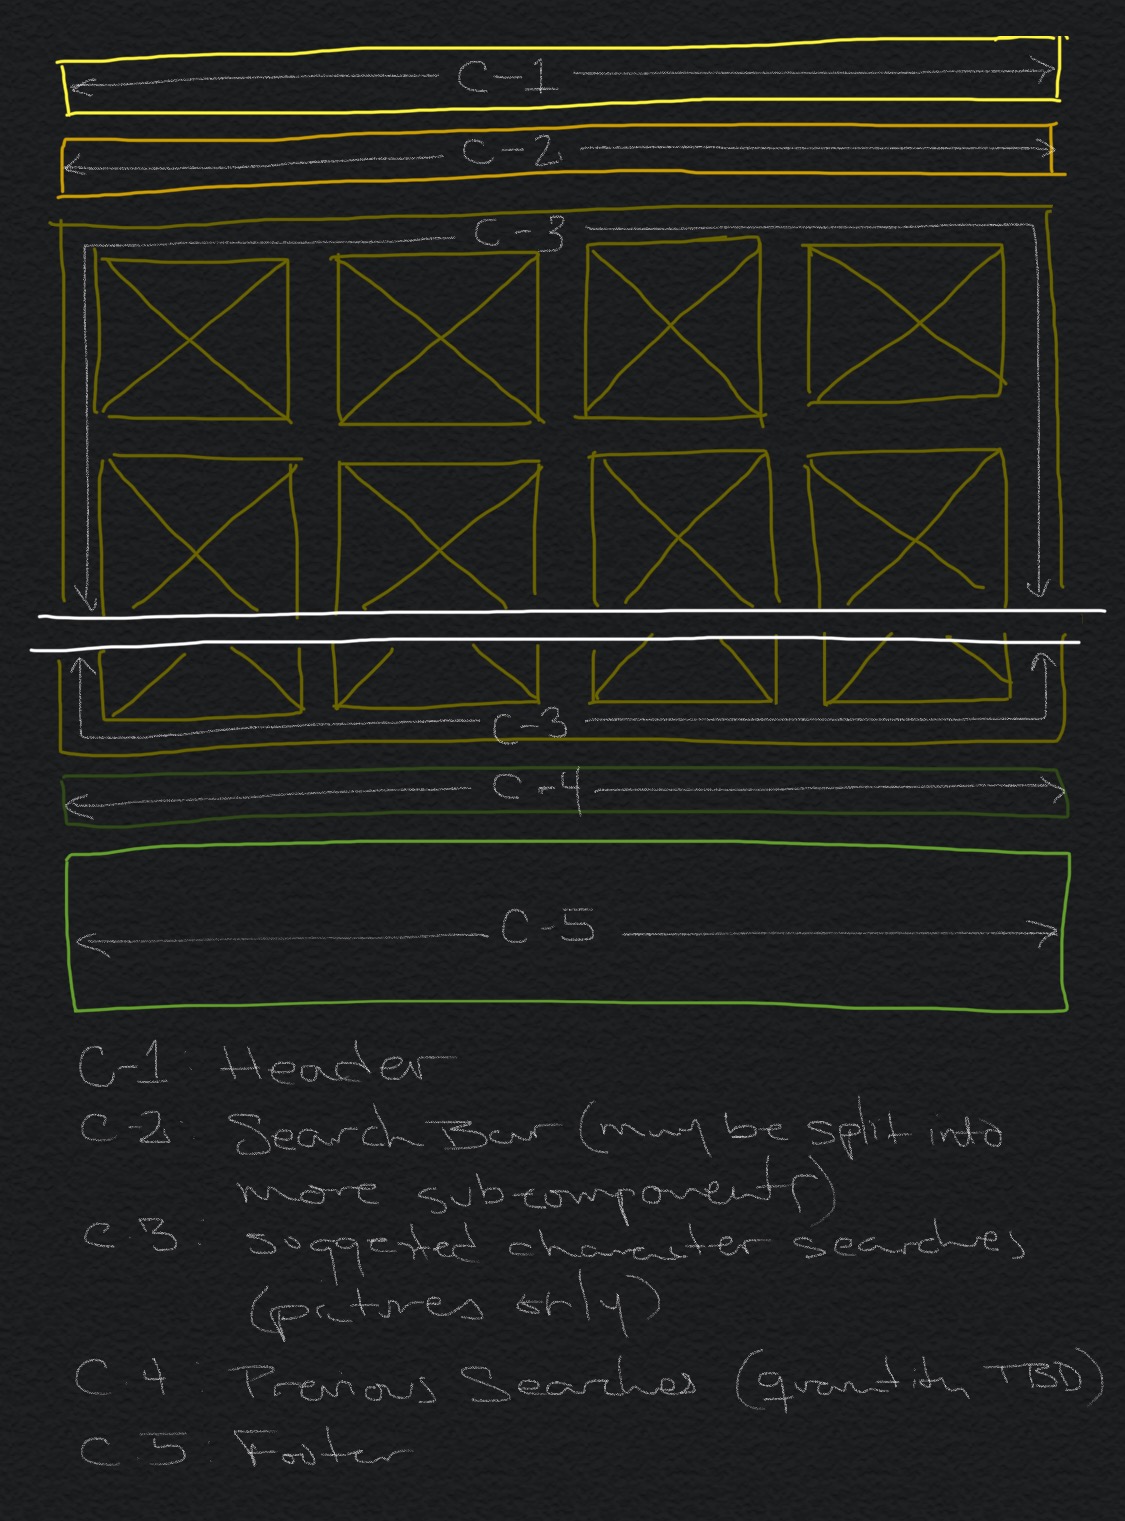 C-1
C-2
C-3
C-3
C-4
C-5
C-1: Header
C-2: Search Bar (may be split into
more subcomponents)
C.3: suggested character searches
(pictures only)
C.4: Previous Searches (quantity TBD)
C.5: Footer